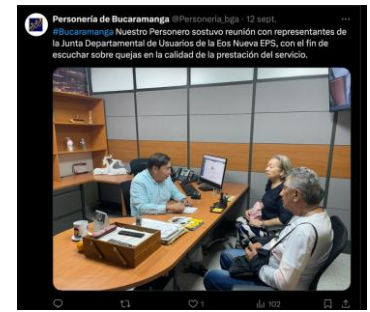 Personería de Bucaramanga @Personeria_bga · 12 sept.
#Bucaramanga Nuestro Personero sostuvo reunión con representantes de
la Junta Departamental de Usuarios de la Eos Nueva EPS, con el fin de
escuchar sobre quejas en la calidad de la prestación del servicio.
1
102